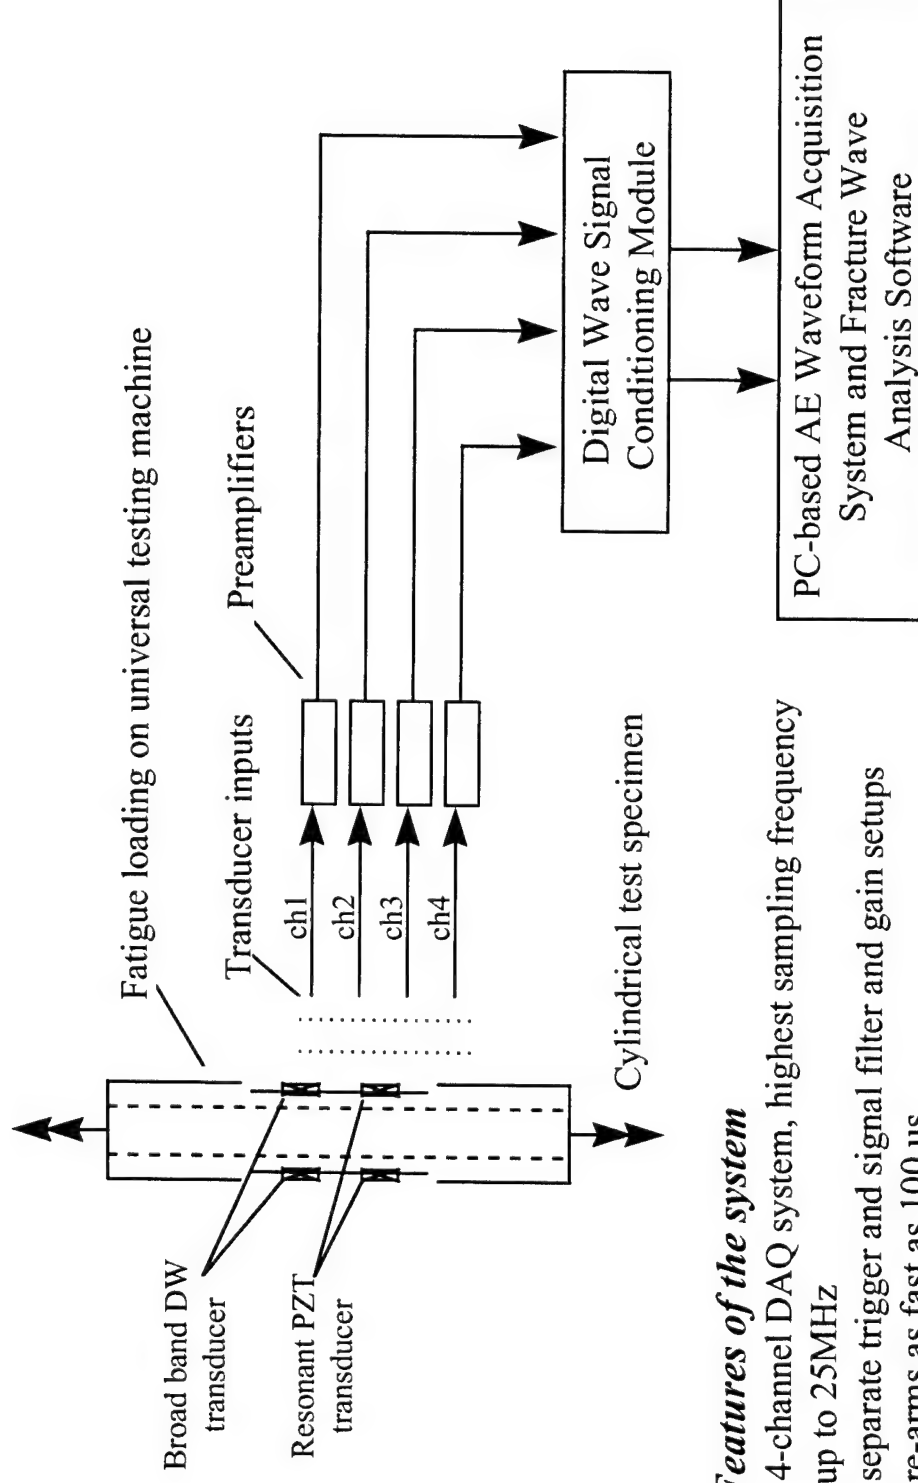 Fatigue loading on universal testing machine
Transducer inputs
Preamplifiers
Broad band DW
transducer
Resonant PZT
transducer
ch1
ch2
ch3
ch4
Cylindrical test specimen
Digital Wave Signal
Conditioning Module
PC-based AE Waveform Acquisition
System and Fracture Wave
Analysis Software
Features of the system
4-channel DAQ system, highest sampling frequency
up to 25MHz
separate trigger and signal filter and gain setups
re-arms as fast as 100 us